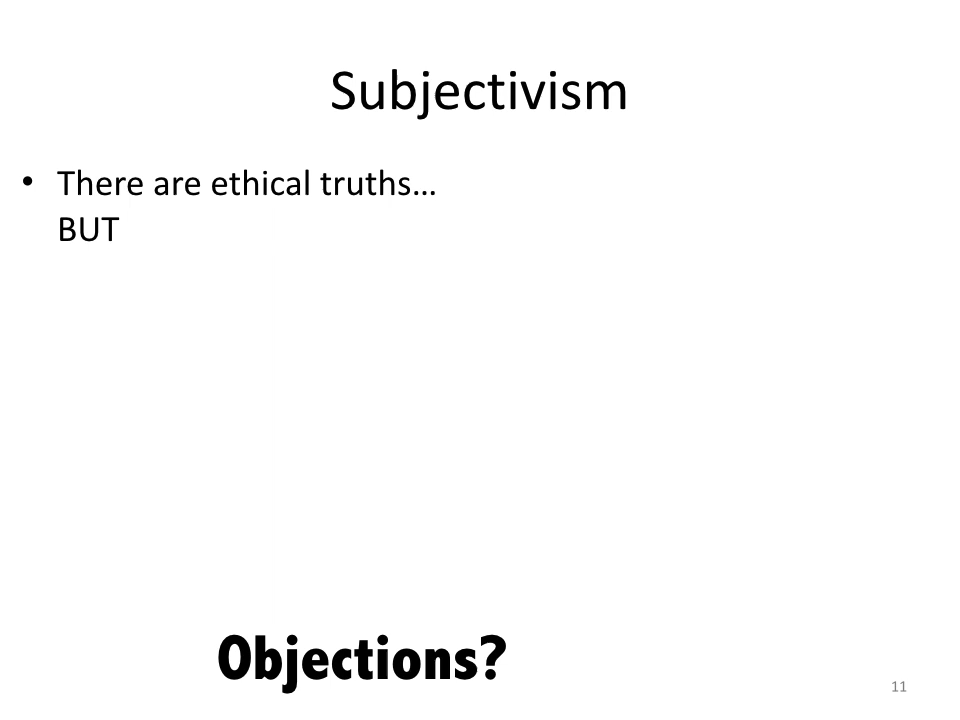 Subjectivism
• There are ethical truths…
BUT
Objections?
11